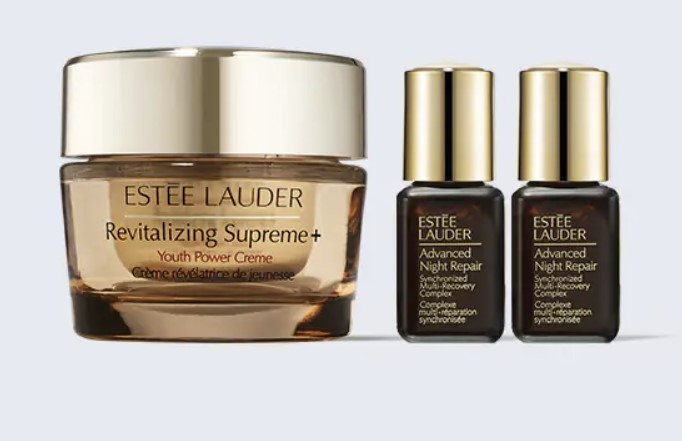 ESTĒE LAUDER
Revitalizing Supreme+
Youth Power Creme
Crème révélatrice de jeunesse
ESTĒE
LAUDER
Advanced
Night Repair
Synchronized
Multi-Recovery
Complex
Complexe
multi-réparation
synchronisée
ESTĒE
LAUDER
Advanced
Night Repair
Synchronized
Multi-Recovery
Complex
Complexe
multi-réparation
synchronisée